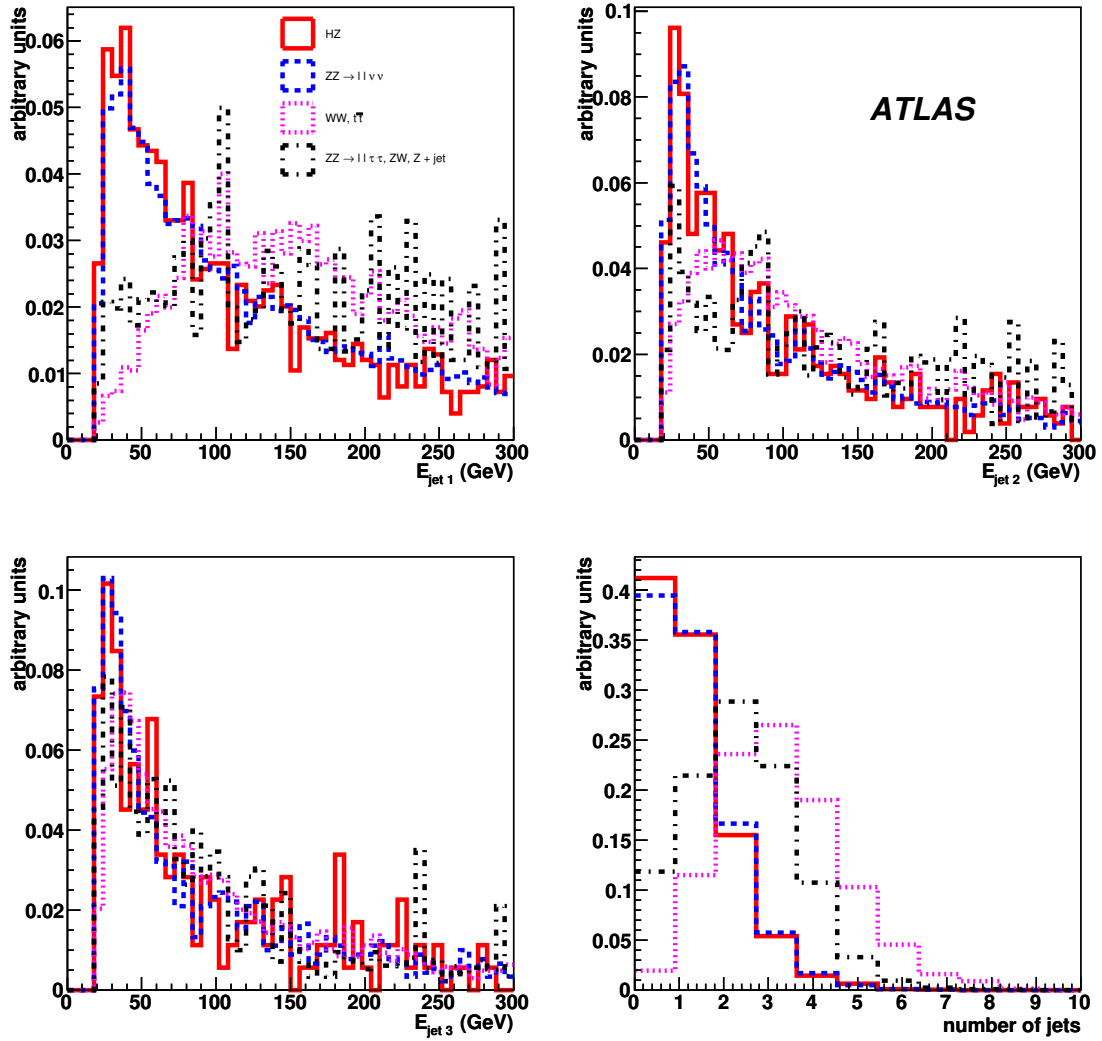 arbitrary units
0.06
0.05
0.04
0.03
0.02
0.01
0
HZ
ZZ → l l ν ν
WW, tt̅
ZZ → l l τ τ, ZW, Z + jet
0 50 100 150 200 250 300
E jet 1 (GeV)
arbitrary units
0.1
0.08
0.06
0.04
0.02
0
ATLAS
0 50 100 150 200 250 300
E jet 2 (GeV)
arbitrary units
0.1
0.08
0.06
0.04
0.02
0
0 50 100 150 200 250 300
E jet 3 (GeV)
arbitrary units
0.4
0.35
0.3
0.25
0.2
0.15
0.1
0.05
0
0 1 2 3 4 5 6 7 8 9 10
number of jets